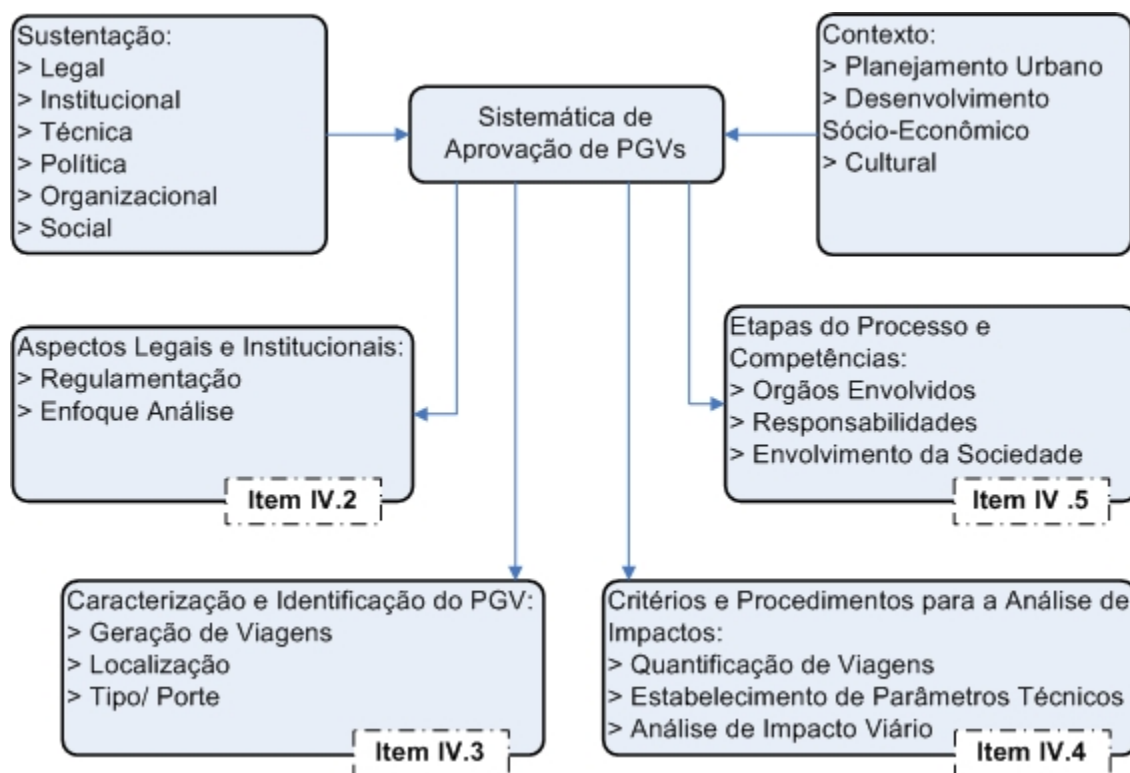 Sustentação:
> Legal
> Institucional
> Técnica
> Política
> Organizacional
> Social
Sistemática de
Aprovação de PGVs
Contexto:
> Planejamento Urbano
> Desenvolvimento
Sócio-Econômico
> Cultural
Aspectos Legais e Institucionais:
> Regulamentação
> Enfoque Análise
Item IV.2
Etapas do Processo e
Competências:
> Orgãos Envolvidos
> Responsabilidades
> Envolvimento da Sociedade
Item IV .5
Caracterização e Identificação do PGV:
> Geração de Viagens
> Localização
> Tipo/ Porte
Item IV.3
Critérios e Procedimentos para a Análise de
Impactos:
> Quantificação de Viagens
> Estabelecimento de Parâmetros Técnicos
> Análise de Impacto Viário
Item IV.4